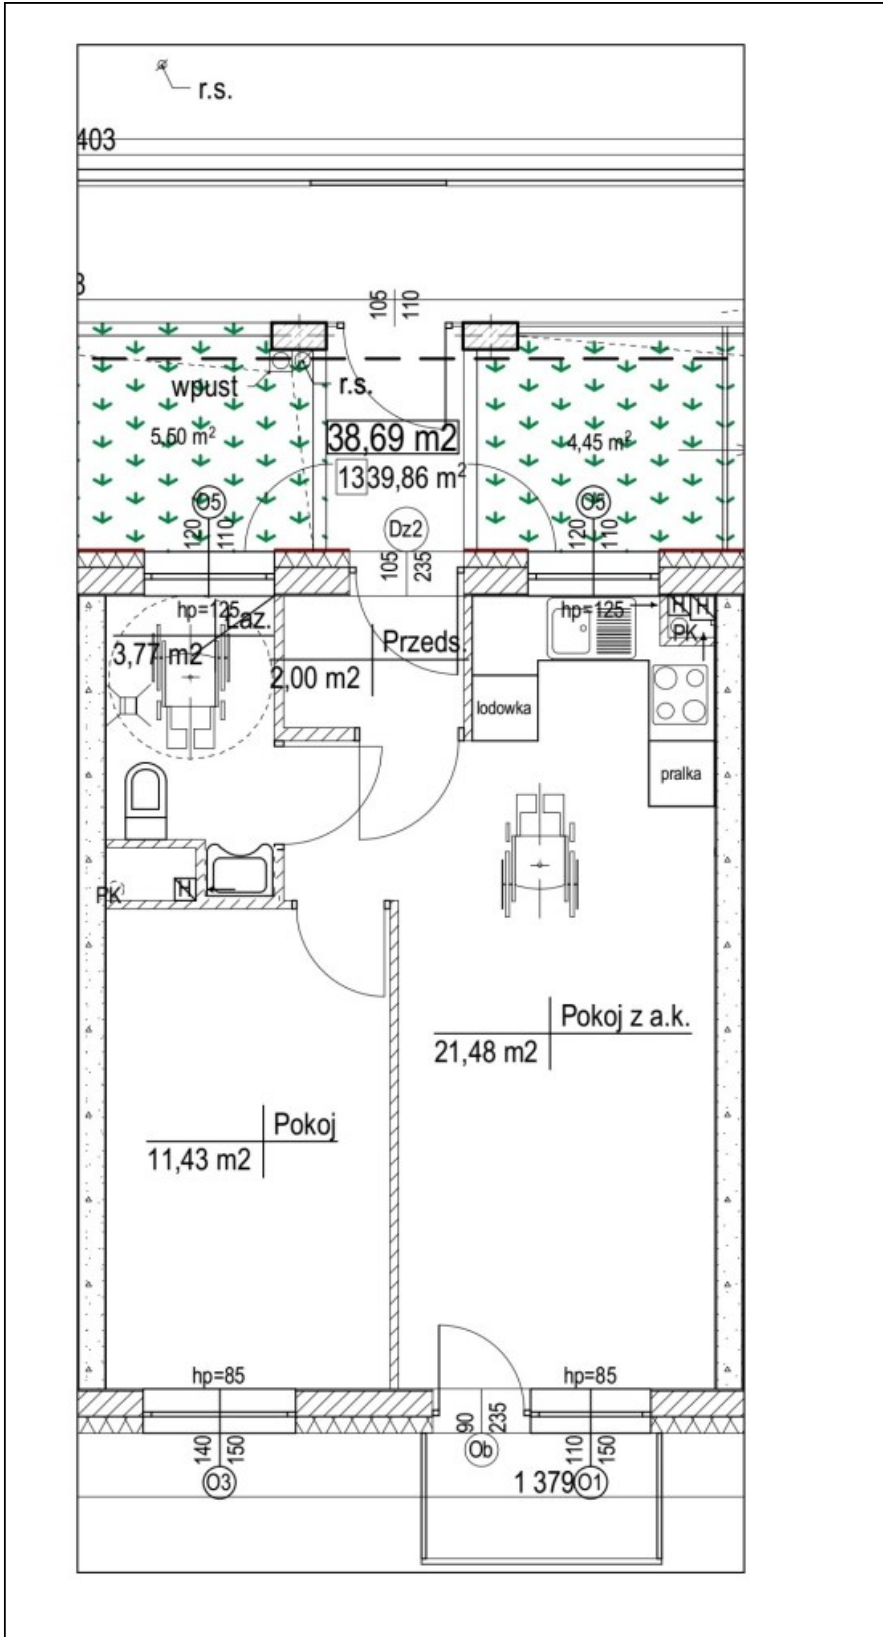 r.s.
403
3
105
110
wpust
r.s.
38,69 m2
5,50 m²
4,45 m²
1339,86 m²
O5
Dz2
O5
120
110
105
235
120
110
hp=125
hp=125
H H
Łaz.
3,77 m2
Przeds.
2,00 m2
PK
lodowka
pralka
PK
H
Pokoj z a.k.
21,48 m2
Pokoj
11,43 m2
hp=85
hp=85
140
150
90
235
110
150
O3
Ob
1 379
O1